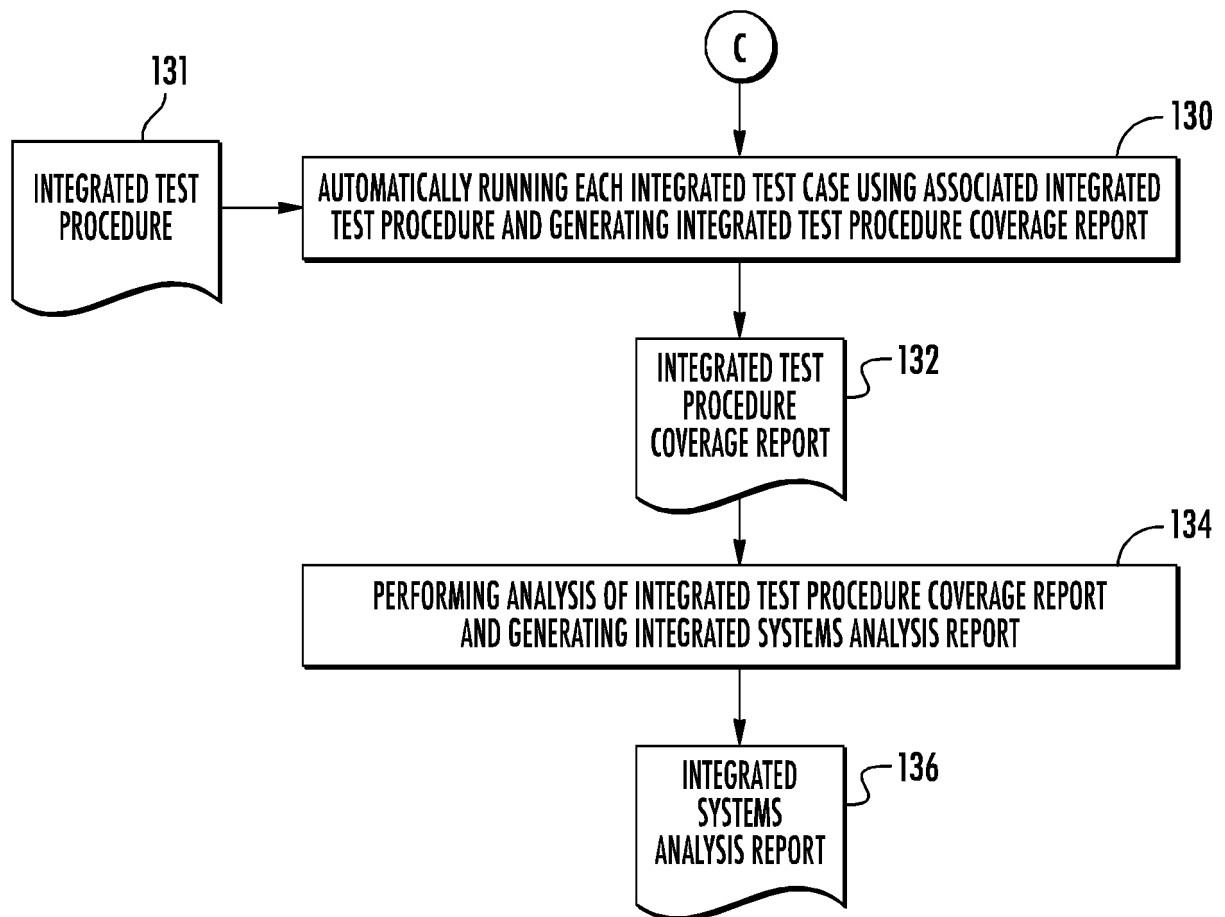 C
131
130
INTEGRATED TEST
PROCEDURE
AUTOMATICALLY RUNNING EACH INTEGRATED TEST CASE USING ASSOCIATED INTEGRATED
TEST PROCEDURE AND GENERATING INTEGRATED TEST PROCEDURE COVERAGE REPORT
132
INTEGRATED TEST
PROCEDURE
COVERAGE REPORT
134
PERFORMING ANALYSIS OF INTEGRATED TEST PROCEDURE COVERAGE REPORT
AND GENERATING INTEGRATED SYSTEMS ANALYSIS REPORT
136
INTEGRATED
SYSTEMS
ANALYSIS REPORT